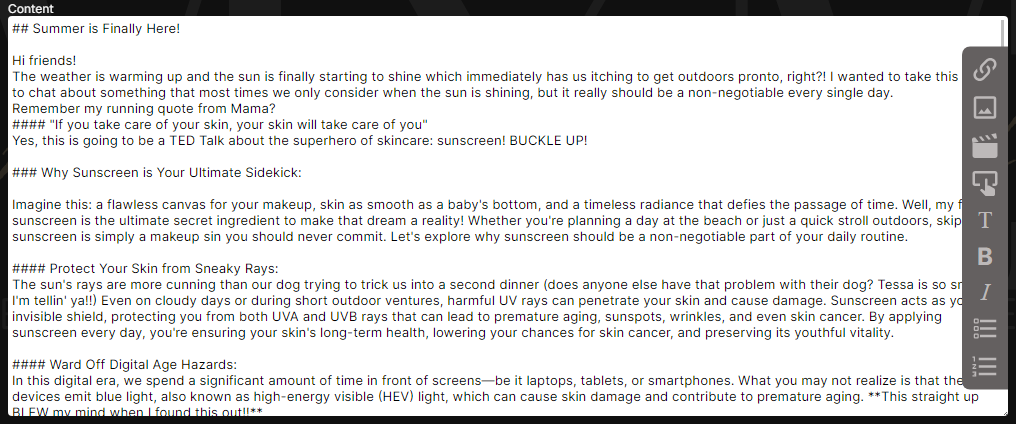 Content
## Summer is Finally Here!
Hi friends!
The weather is warming up and the sun is finally starting to shine which immediately has us itching to get outdoors pronto, right?! I wanted to take this
to chat about something that most times we only consider when the sun is shining, but it really should be a non-negotiable every single day.
Remember my running quote from Mama?
#### "If you take care of your skin, your skin will take care of you"
Yes, this is going to be a TED Talk about the superhero of skincare: sunscreen! BUCKLE UP!
### Why Sunscreen is Your Ultimate Sidekick:
Imagine this: a flawless canvas for your makeup, skin as smooth as a baby's bottom, and a timeless radiance that defies the passage of time. Well, my
sunscreen is the ultimate secret ingredient to make that dream a reality! Whether you're planning a day at the beach or just a quick stroll outdoors, skip
sunscreen is simply a makeup sin you should never commit. Let's explore why sunscreen should be a non-negotiable part of your daily routine.
#### Protect Your Skin from Sneaky Rays:
The sun's rays are more cunning than our dog trying to trick us into a second dinner (does anyone else have that problem with their dog? Tessa is so
I'm tellin' ya!!) Even on cloudy days or during short outdoor ventures, harmful UV rays can penetrate your skin and cause damage. Sunscreen acts as
invisible shield, protecting you from both UVA and UVB rays that can lead to premature aging, sunspots, wrinkles, and even skin cancer. By applying
sunscreen every day, you're ensuring your skin's long-term health, lowering your chances for skin cancer, and preserving its youthful vitality.
#### Ward Off Digital Age Hazards:
In this digital era, we spend a significant amount of time in front of screens—be it laptops, tablets, or smartphones. What you may not realize is that
devices emit blue light, also known as high-energy visible (HEV) light, which can cause skin damage and contribute to premature aging. **This straight up
BLEW my mind when I found this out!!**
T
B
I